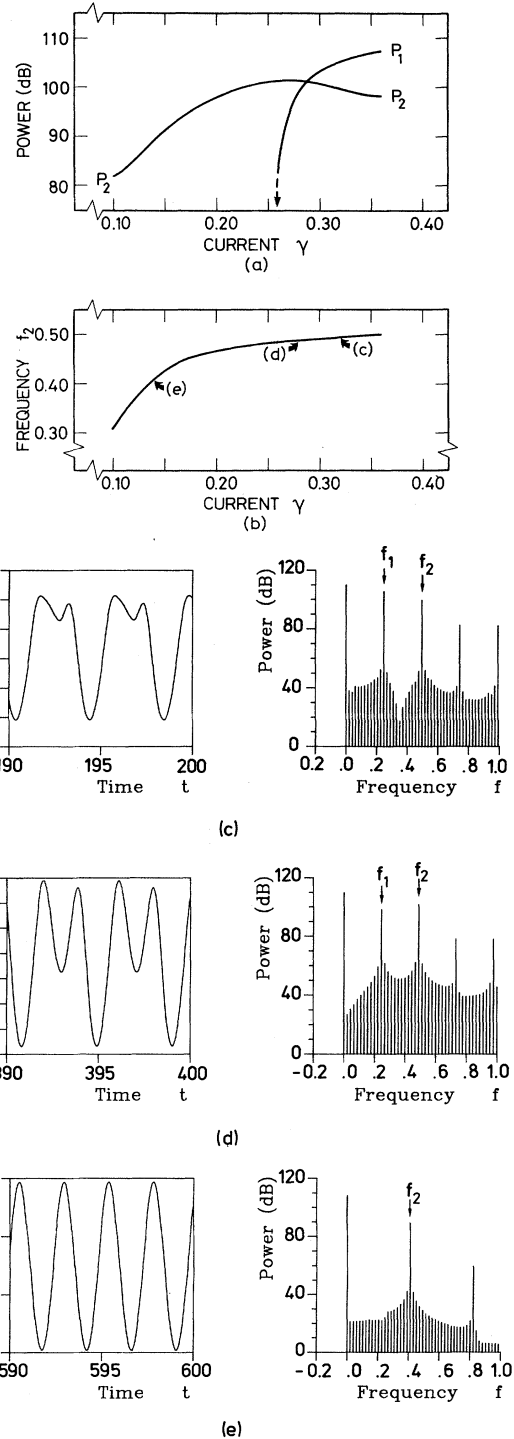 110
P₁
100
P₂
90
80
P₂
POWER (dB)
0.10 0.20 0.30 0.40
CURRENT γ
(a)
0.50
0.40
0.30
FREQUENCY f₂
(d) (c)
(e)
0.10 0.20 0.30 0.40
CURRENT γ
(b)
190 195 200
Time t
120
80
40
0
Power (dB)
f₁ f₂
0.2 .0 .2 .4 .6 .8 1.0
Frequency f
(c)
390 395 400
Time t
120
80
40
0
Power (dB)
f₁ f₂
-0.2 .0 .2 .4 .6 .8 1.0
Frequency f
(d)
590 595 600
Time t
120
80
40
0
Power (dB)
f₂
-0.2 .0 .2 .4 .6 .8 1.0
Frequency f
(e)